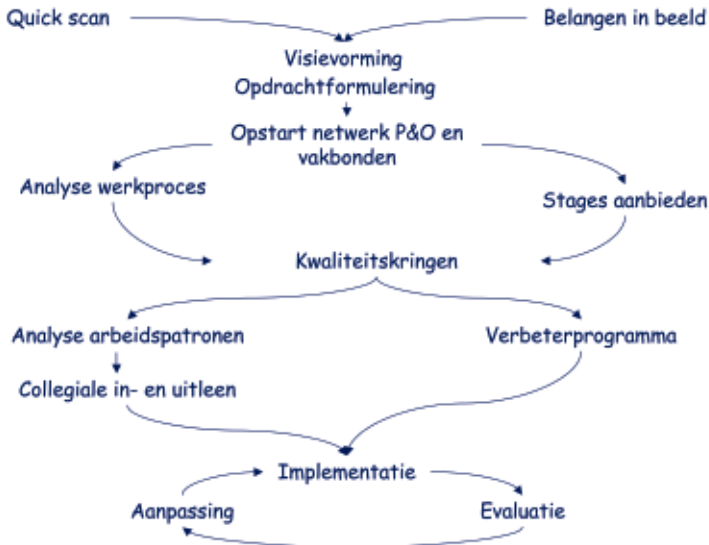 Quick scan
Belangen in beeld
Visievorming
Opdrachtformulering
Opstart netwerk P&O en
vakbonden
Analyse werkproces
Stages aanbieden
Kwaliteitskringen
Analyse arbeidspatronen
Verbeterprogramma
Collegiale in- en uitleen
Implementatie
Aanpassing
Evaluatie